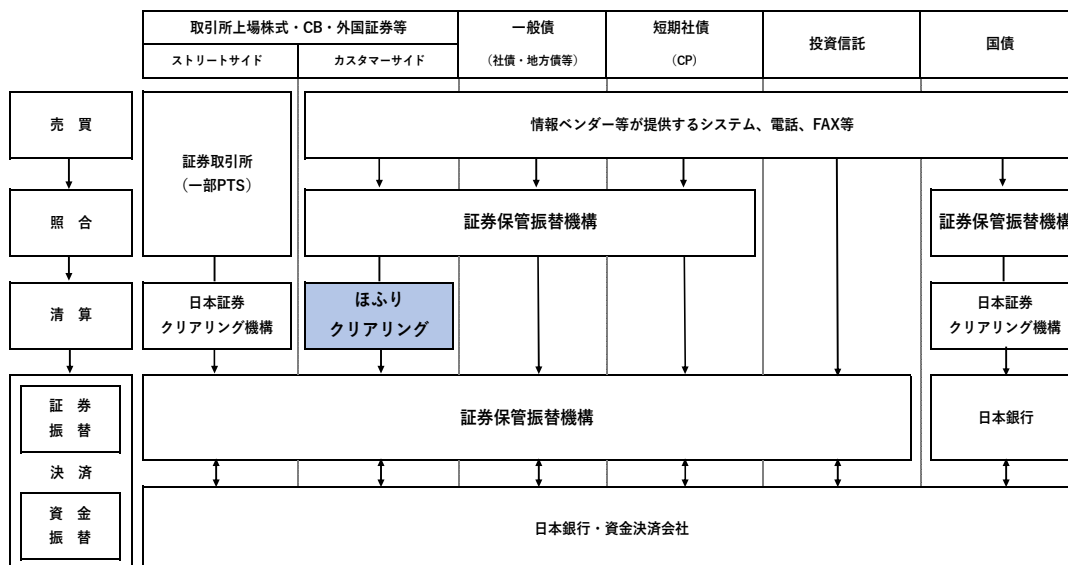 取引所上場株式・CB・外国証券等
ストリートサイド
カスタマーサイド
一般債
（社債・地方債等）
短期社債
（CP）
投資信託
国債
売 買
証券取引所
（一部PTS）
情報ベンダー等が提供するシステム、電話、FAX等
照 合
証券保管振替機構
証券保管振替機構
清 算
日本証券
クリアリング機構
ほふり
クリアリング
日本証券
クリアリング機構
証 券
振 替
証券保管振替機構
日本銀行
決 済
資 金
振 替
日本銀行・資金決済会社